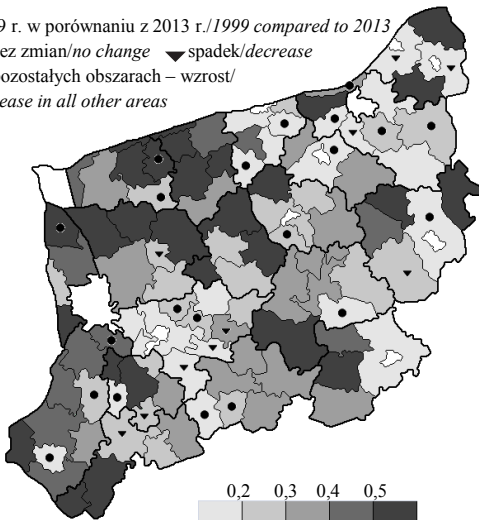 9 r. w porównaniu z 2013 r./1999 compared to 2013
ez zmian/no change spadek/decrease
pozostałych obszarach – wzrost/
ease in all other areas
0,2 0,3 0,4 0,5